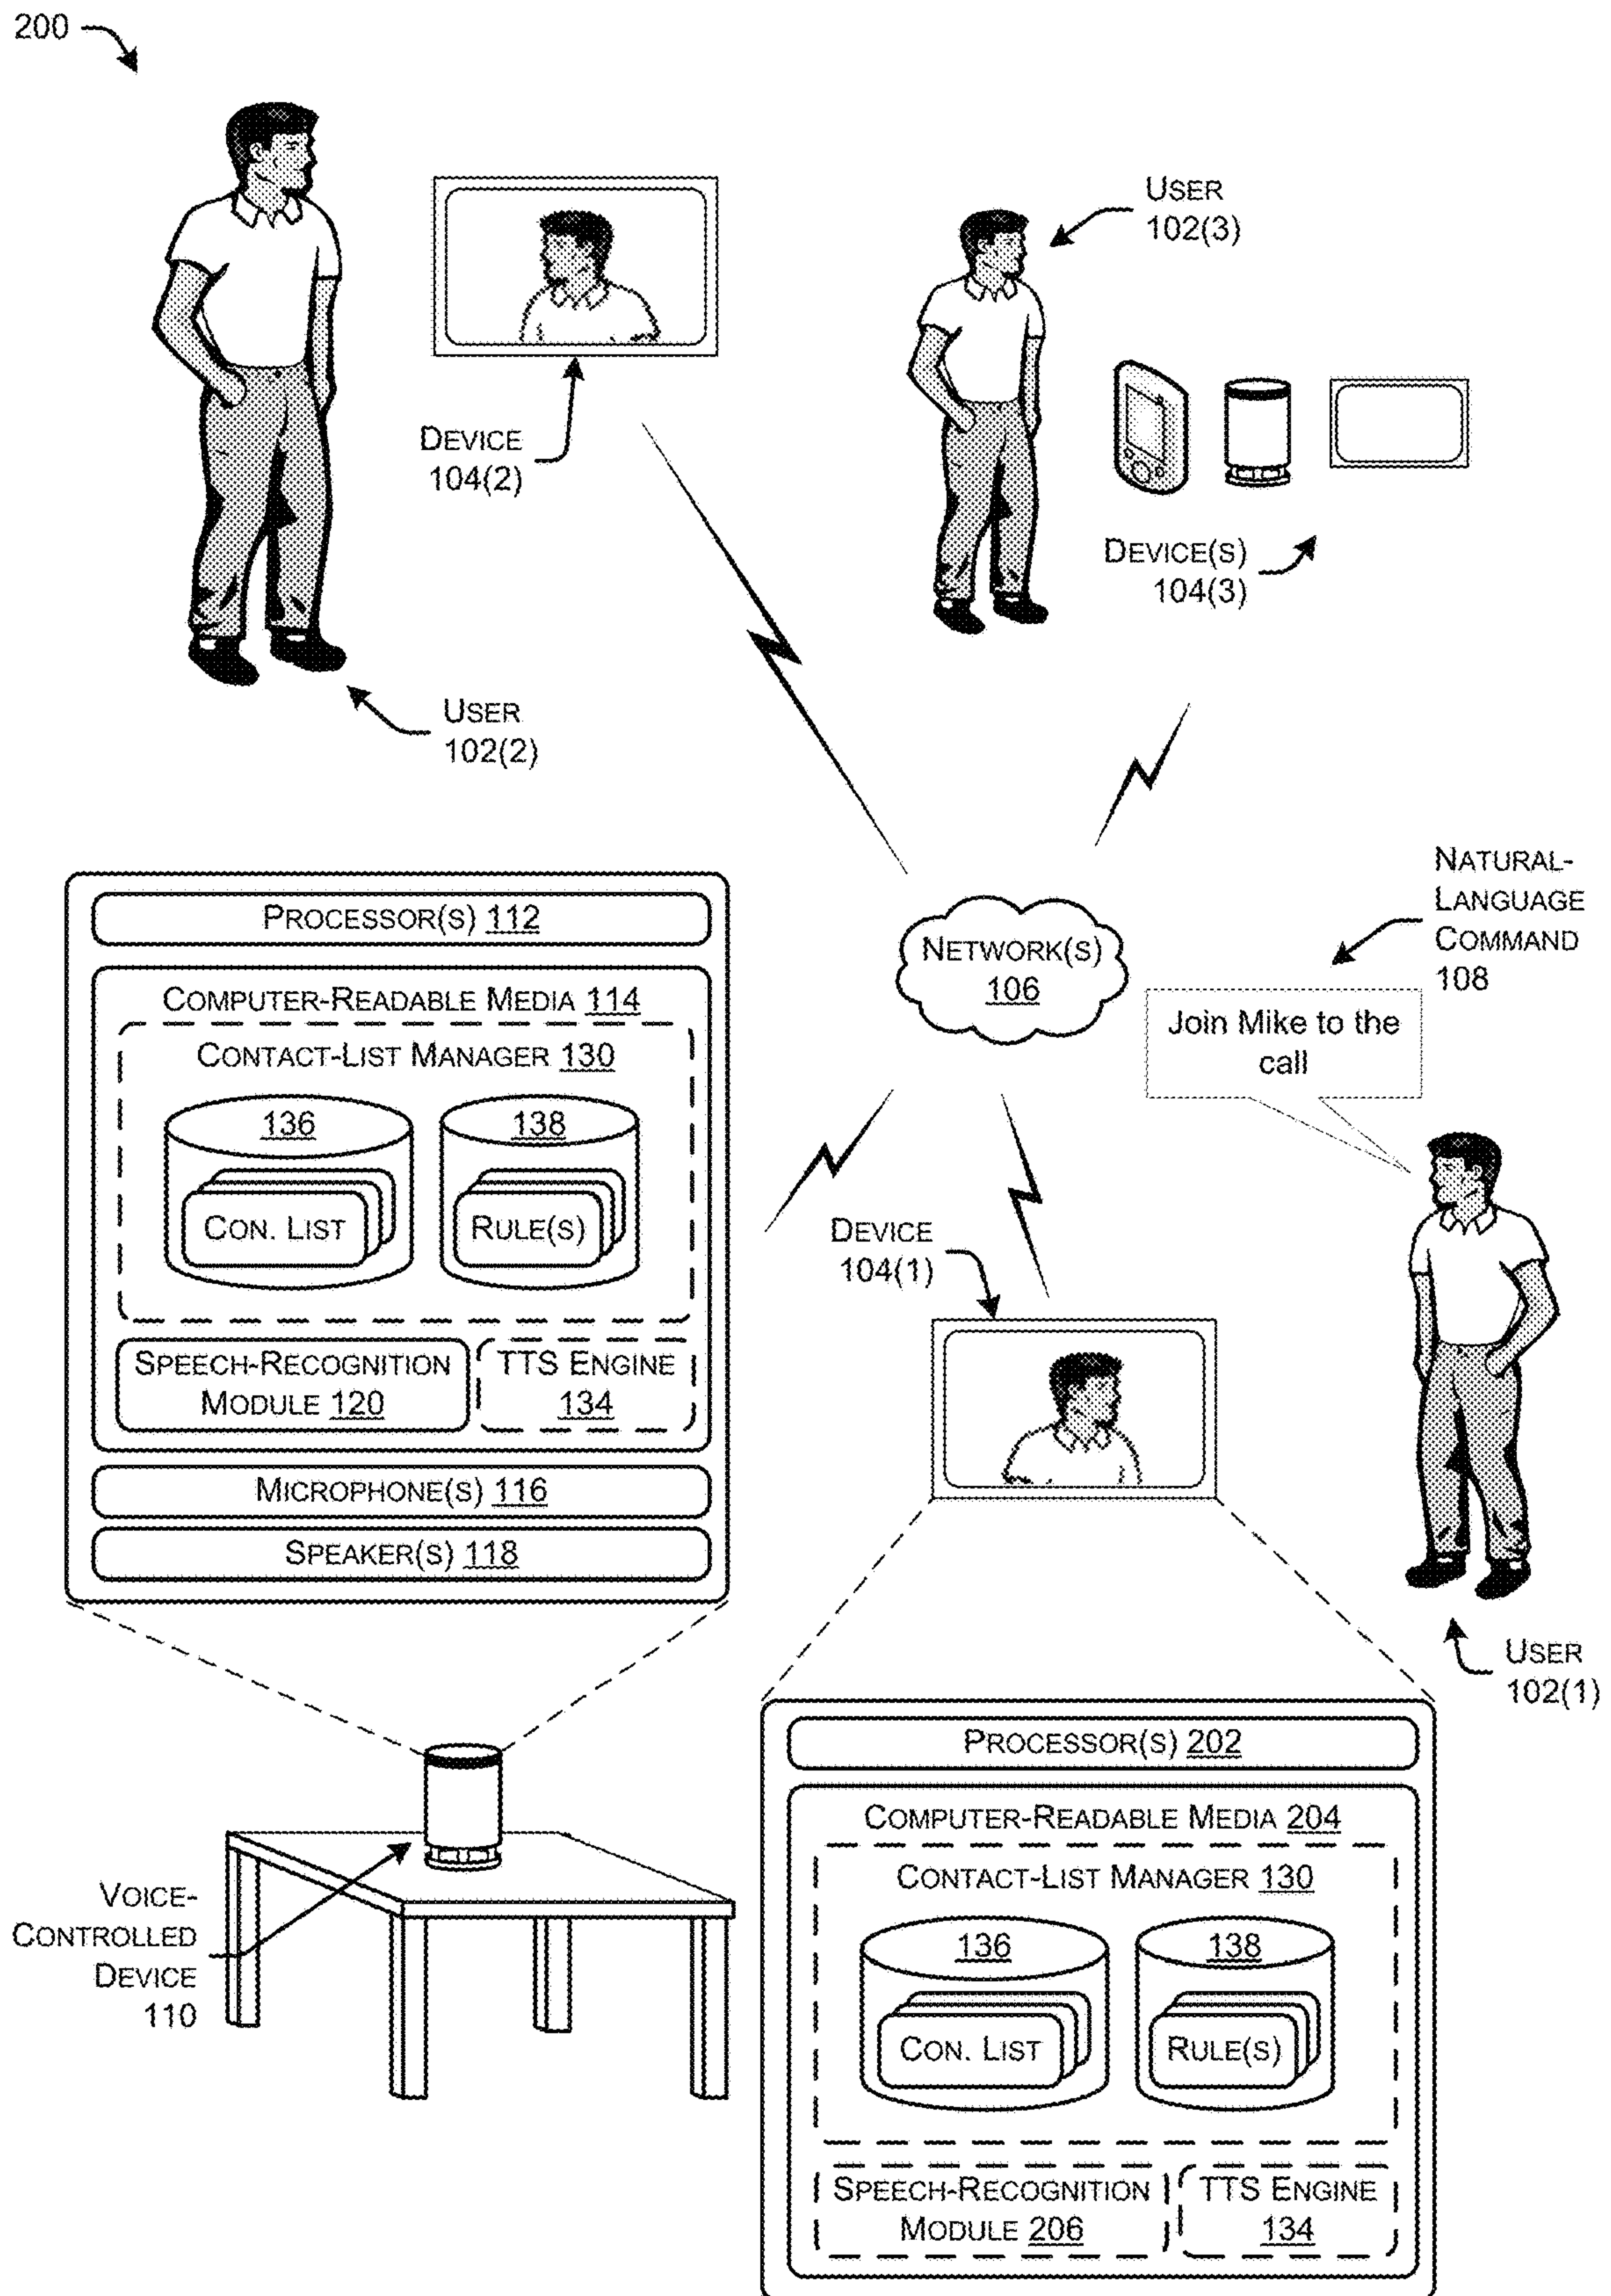 200
USER
102(3)
DEVICE
104(2)
DEVICE(S)
104(3)
USER
102(2)
NATURAL-
LANGUAGE
COMMAND
108
PROCESSOR(S) 112
COMPUTER-READABLE MEDIA 114
CONTACT-LIST MANAGER 130
136
138
CON. LIST
RULE(S)
SPEECH-RECOGNITION
MODULE 120
TTS ENGINE
134
MICROPHONE(S) 116
SPEAKER(S) 118
NETWORK(S)
106
Join Mike to the
call
DEVICE
104(1)
USER
102(1)
VOICE-
CONTROLLED
DEVICE
110
PROCESSOR(S) 202
COMPUTER-READABLE MEDIA 204
CONTACT-LIST MANAGER 130
136
138
CON. LIST
RULE(S)
SPEECH-RECOGNITION
MODULE 206
TTS ENGINE
134